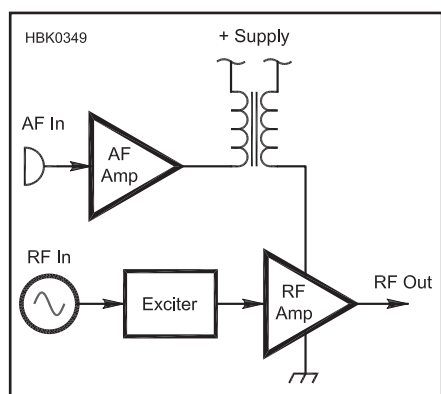 HBK0349
+ Supply
AF In
AF
Amp
RF In
Exciter
RF
Amp
RF Out